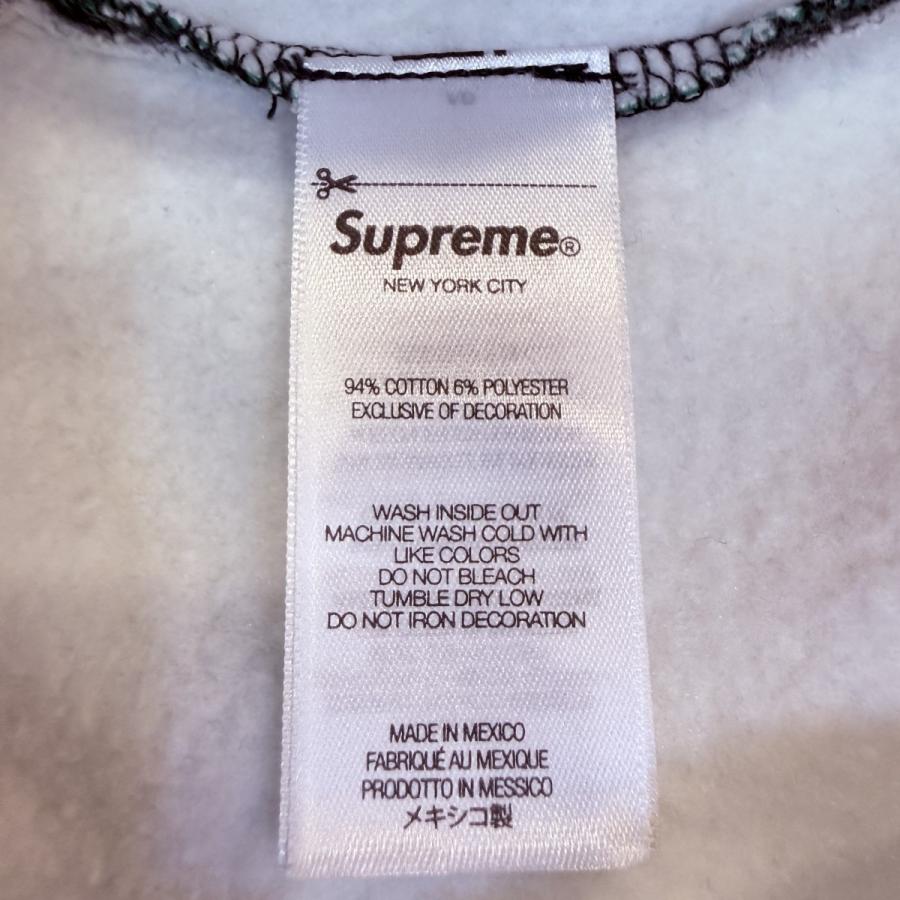 Supreme®
NEW YORK CITY
94% COTTON 6% POLYESTER
EXCLUSIVE OF DECORATION
WASH INSIDE OUT
MACHINE WASH COLD WITH
LIKE COLORS
DO NOT BLEACH
TUMBLE DRY LOW
DO NOT IRON DECORATION
MADE IN MEXICO
FABRIQUÉ AU MEXIQUE
PRODOTTO IN MESSICO
メキシコ製